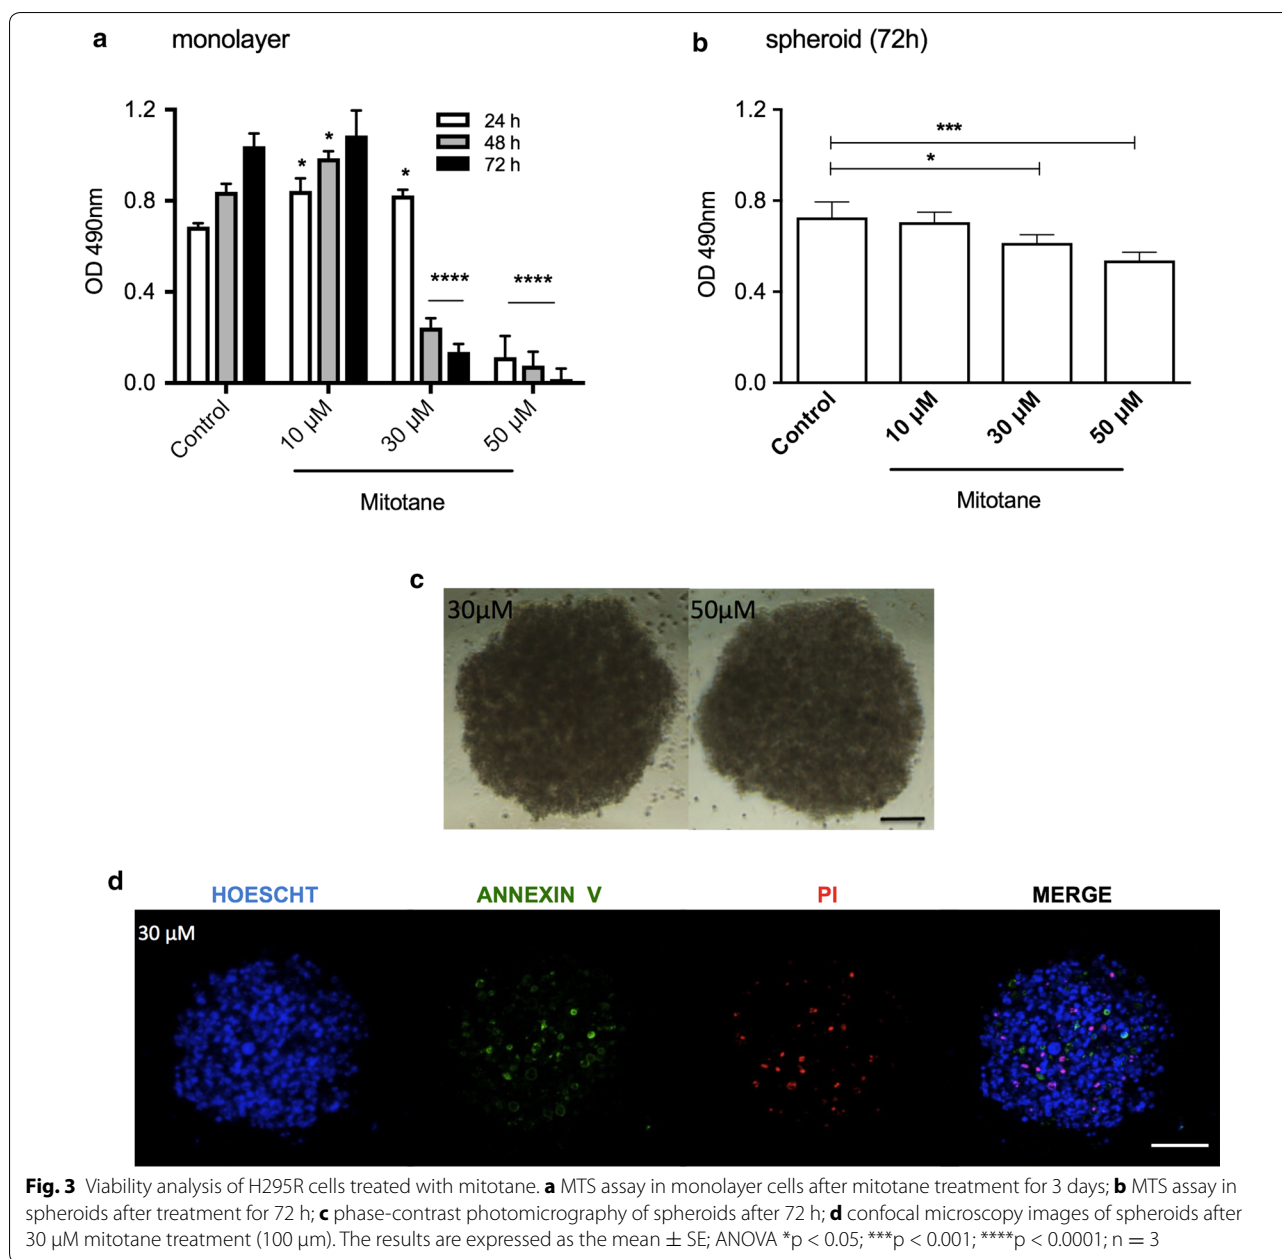 a monolayer
1.2
0.8
0.4
0.0
OD 490nm
24 h
48 h
72 h
*
*
*
****
****
Control
10 µM
30 µM
50 µM
Mitotane
b spheroid (72h)
1.2
0.8
0.4
0.0
OD 490nm
***
*
Control
10 µM
30 µM
50 µM
Mitotane
c
30µM
50µM
d
HOESCHT ANNEXIN V PI MERGE
30 µM
Fig. 3 Viability analysis of H295R cells treated with mitotane. a MTS assay in monolayer cells after mitotane treatment for 3 days; b MTS assay in
spheroids after treatment for 72 h; c phase-contrast photomicrography of spheroids after 72 h; d confocal microscopy images of spheroids after
30 µM mitotane treatment (100 µm). The results are expressed as the mean ± SE; ANOVA *p < 0.05; ***p < 0.001; ****p < 0.0001; n = 3